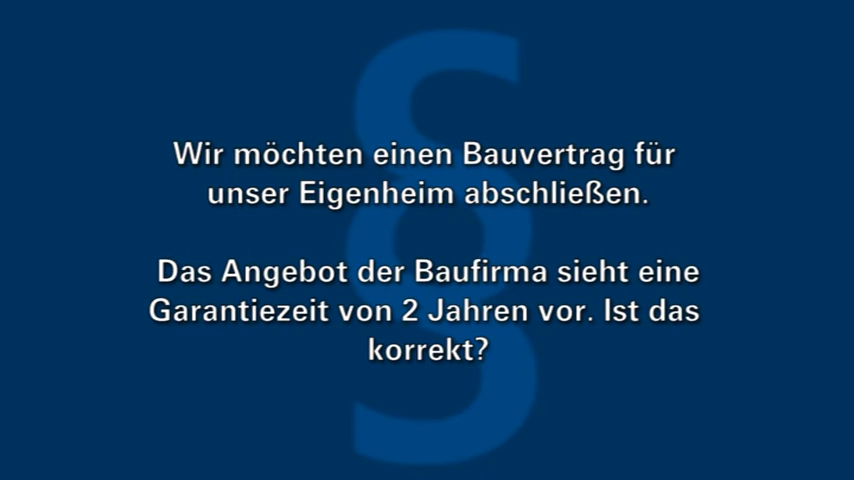 Wir möchten einen Bauvertrag für
unser Eigenheim abschließen.
Das Angebot der Baufirma sieht eine
Garantiezeit von 2 Jahren vor. Ist das
korrekt?